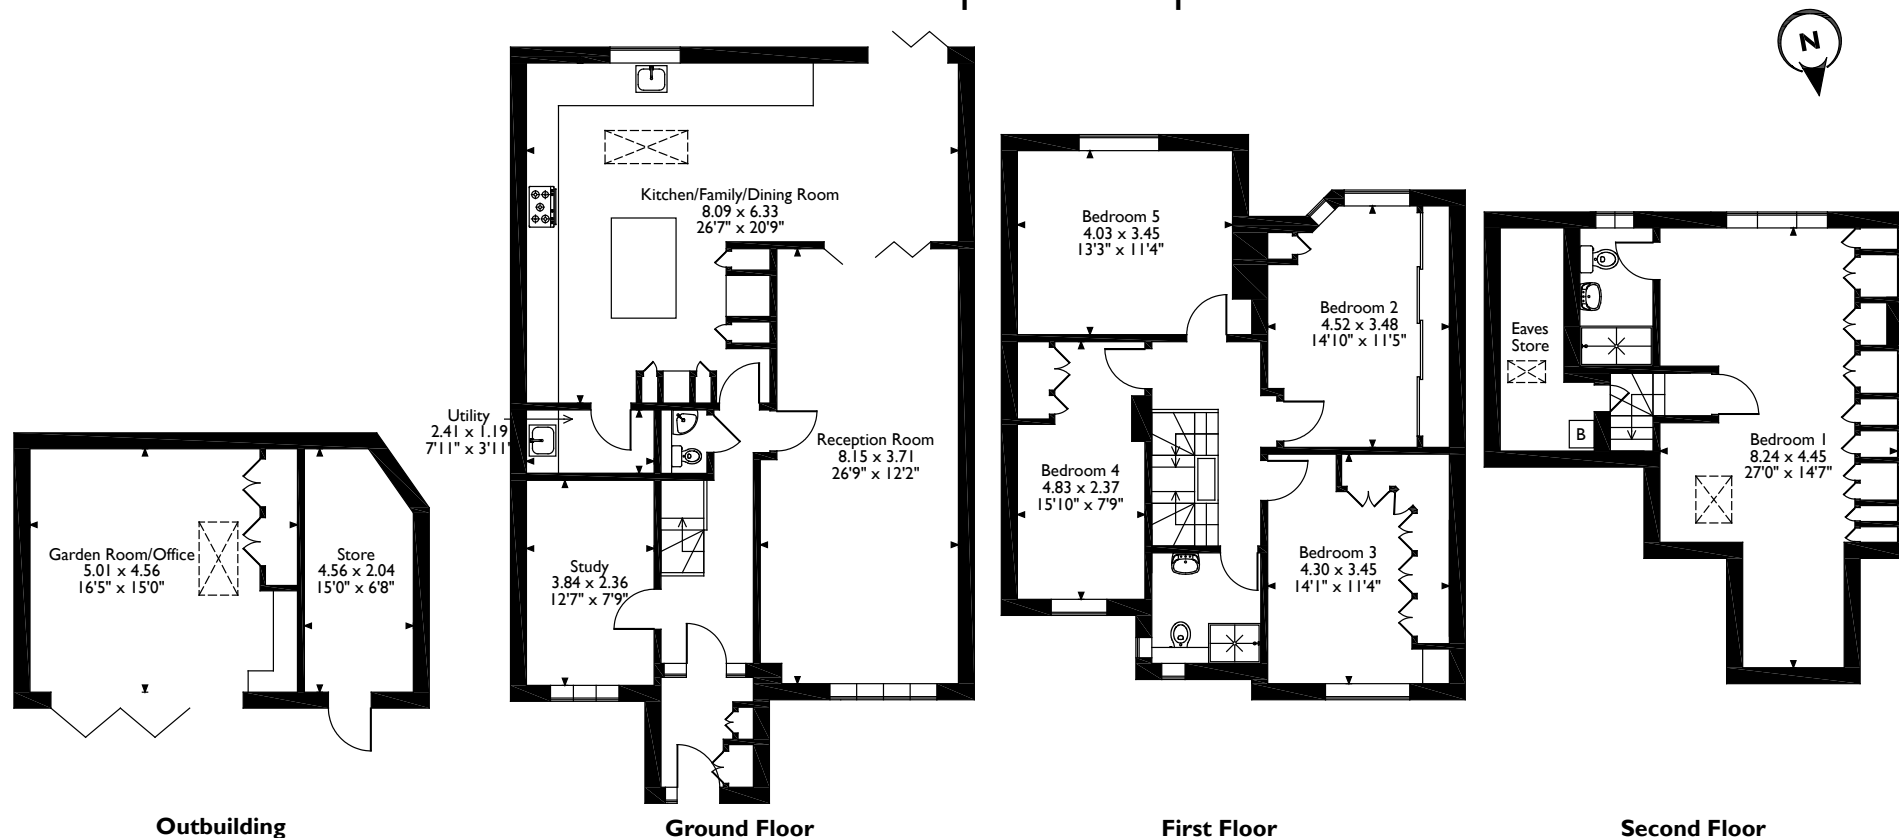 N
Kitchen/Family/Dining Room
8.09 x 6.33
26'7" x 20'9"
Utility
2.41 x 1.19
7'11" x 3'11"
Reception Room
8.15 x 3.71
26'9" x 12'2"
Study
3.84 x 2.36
12'7" x 7'9"
Garden Room/Office
5.01 x 4.56
16'5" x 15'0"
Store
4.56 x 2.04
15'0" x 6'8"
Bedroom 5
4.03 x 3.45
13'3" x 11'4"
Bedroom 2
4.52 x 3.48
14'10" x 11'5"
Bedroom 4
4.83 x 2.37
15'10" x 7'9"
Bedroom 3
4.30 x 3.45
14'1" x 11'4"
Eaves
Store
B
Bedroom 1
8.24 x 4.45
27'0" x 14'7"
Outbuilding
Ground Floor
First Floor
Second Floor